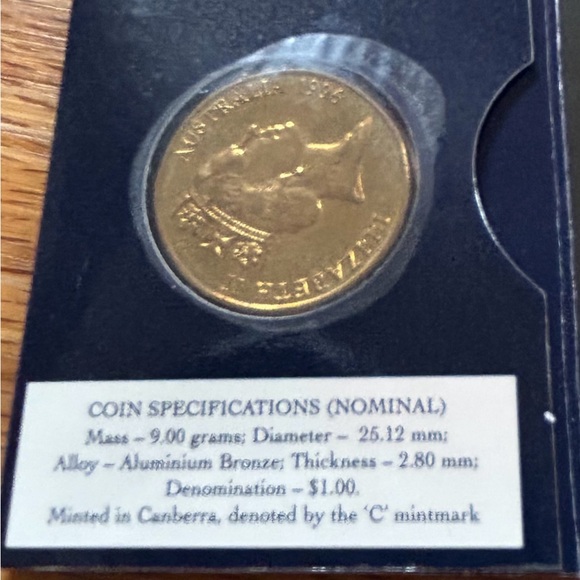 AUSTRALIA 1996
ELIZABETH II
COIN SPECIFICATIONS (NOMINAL)
Mass – 9.00 grams; Diameter – 25.12 mm;
Alloy – Aluminium Bronze; Thickness – 2.80 mm;
Denomination – $1.00.
Minted in Canberra, denoted by the 'C' mintmark